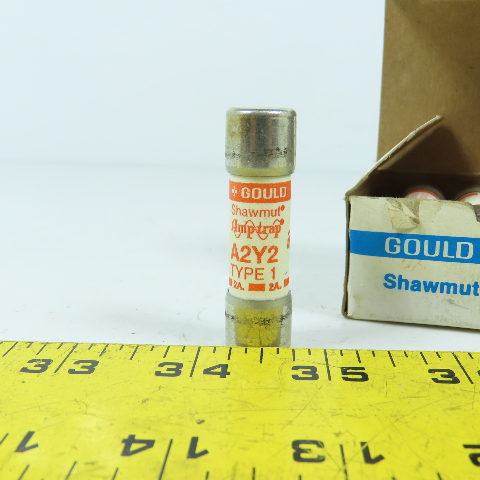 GOULD
Shawmut
Amp-trap
A2Y2
TYPE 1
2A. 2A.
GOULD
Shawmut
33 34 35
14 13